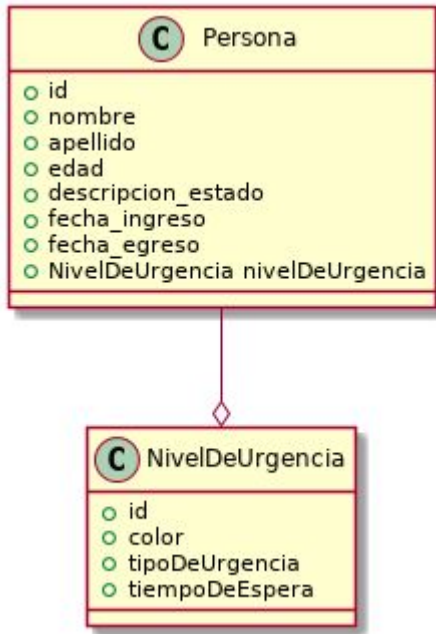 C Persona
id
nombre
apellido
edad
descripcion_estado
fecha_ingreso
fecha_egreso
NivelDeUrgencia nivelDeUrgencia
C NivelDeUrgencia
id
color
tipoDeUrgencia
tiempoDeEspera